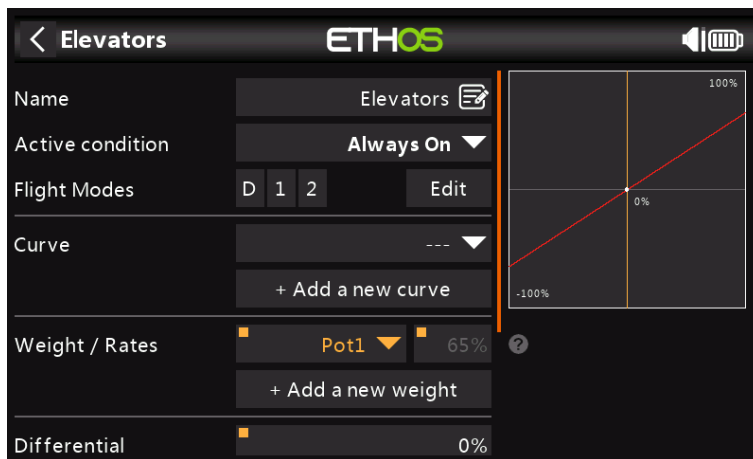 Elevators
ETHOS
Name
Elevators
Active condition
Always On
Flight Modes
D 1 2
Edit
Curve
---
+ Add a new curve
Weight / Rates
Pot1
65%
+ Add a new weight
Differential
0%
100%
0%
-100%
?